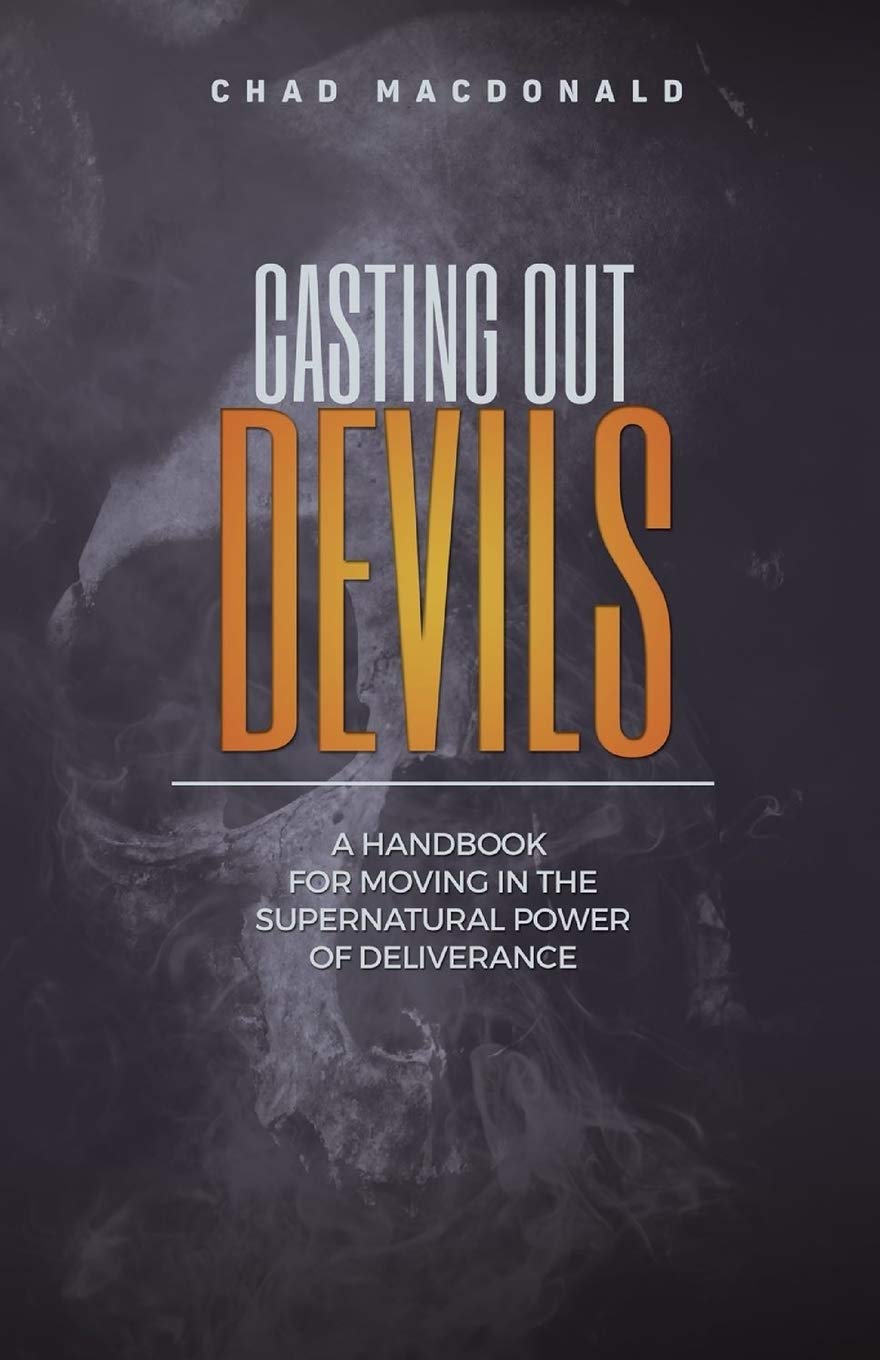 CHAD MACDONALD
CASTING OUT
DEVILS
A HANDBOOK
FOR MOVING IN THE
SUPERNATURAL POWER
OF DELIVERANCE